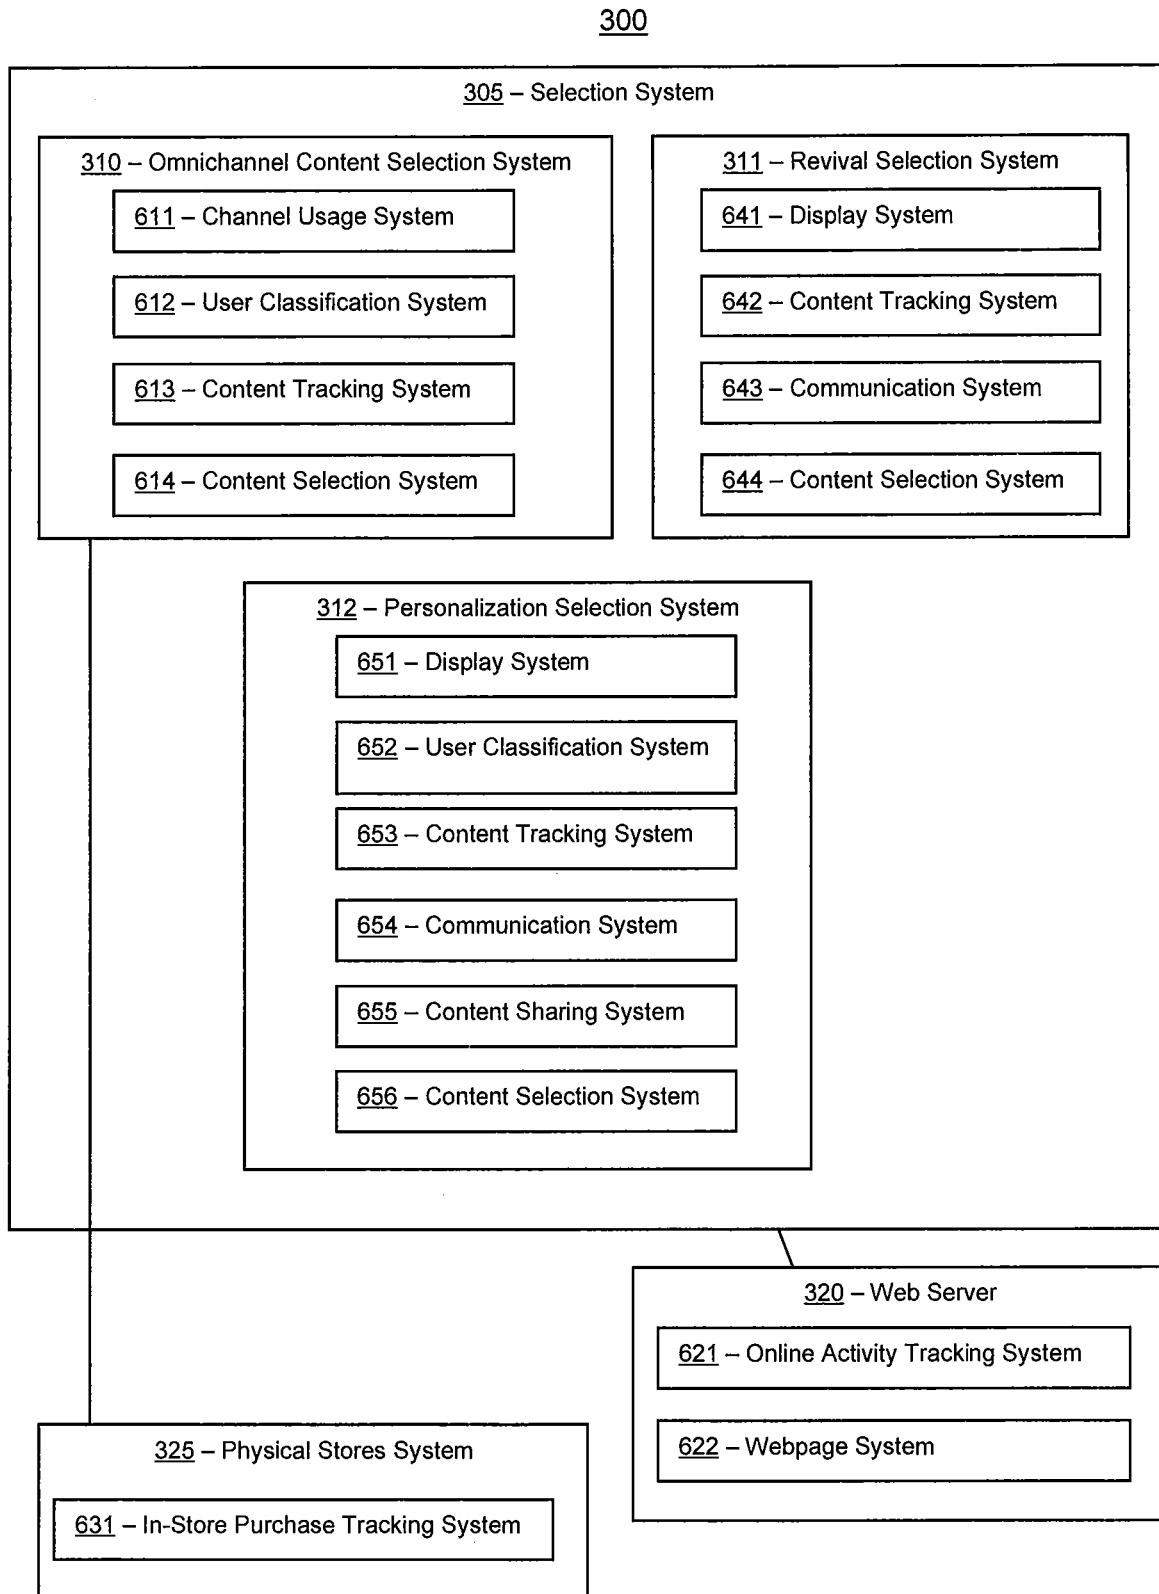 300
305 – Selection System
310 – Omnichannel Content Selection System
611 – Channel Usage System
612 – User Classification System
613 – Content Tracking System
614 – Content Selection System
311 – Revival Selection System
641 – Display System
642 – Content Tracking System
643 – Communication System
644 – Content Selection System
312 – Personalization Selection System
651 – Display System
652 – User Classification System
653 – Content Tracking System
654 – Communication System
655 – Content Sharing System
656 – Content Selection System
320 – Web Server
621 – Online Activity Tracking System
622 – Webpage System
325 – Physical Stores System
631 – In-Store Purchase Tracking System